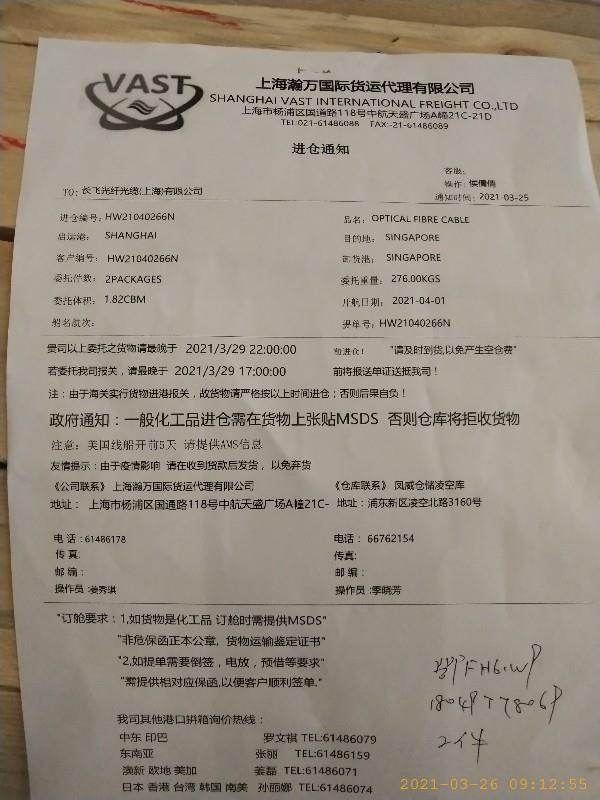 VAST
上海瀚万国际货运代理有限公司
SHANGHAI VAST INTERNATIONAL FREIGHT CO.,LTD
上海市杨浦区国通路118号中航天盛广场A幢21C-21D
TEL:021-61486088 FAX:-21-61486089
进仓通知
客服:
TO: 长飞光纤光缆(上海)有限公司 操作: 侯倩倩
通知时间: 2021-03-25
进仓编号: HW21040266N 品名: OPTICAL FIBRE CABLE
启运港: SHANGHAI 目的地: SINGAPORE
客户编号: HW21040266N 卸货港: SINGAPORE
委托件数: 2PACKAGES 委托重量: 276.00KGS
委托体积: 1.82CBM 开航日期: 2021-04-01
船名航次: 提单号: HW21040266N
贵司以上委托之货物请最晚于 2021/3/29 22:00:00 前进仓! "请及时到货,以免产生空仓费"
若委托我司报关，请最晚于 2021/3/29 17:00:00 前将报送单证送抵我司！
注：由于海关实行货物进港报关，故货物请严格按以上时间进仓；否则后果自负！
政府通知：一般化工品进仓需在货物上张贴MSDS 否则仓库将拒收货物
注意：美国线船开前5天 请提供AMS信息
友情提示：由于疫情影响 请在收到货款后发货，以免弃货
《公司联系》上海瀚万国际货运代理有限公司 《仓库联系》 凤威仓储凌空库
地址： 上海市杨浦区国通路118号中航天盛广场A幢21C- 地址：浦东新区凌空北路3160号
电话：61486178 电话： 66762154
传真: 传真:
邮编： 邮编：
操作员:姜秀琪 操作员：季晓芳
"订舱要求：1,如货物是化工品 订舱时需提供MSDS"
"非危保函正本公章，货物运输鉴定证书"
"2,如提单需要倒签，电放，预借等要求"
"需提供相对应保函,以便客户顺利签单."
我司其他港口拼箱询价热线：
中东 印巴 罗文祺 TEL:61486079
东南亚 张丽 TEL:61486159
澳新 欧地 美加 姜磊 TEL:61486071
日本 香港 台湾 韩国 南美 孙丽娜 TEL:61486074
2件
2021-03-26 09:12:55